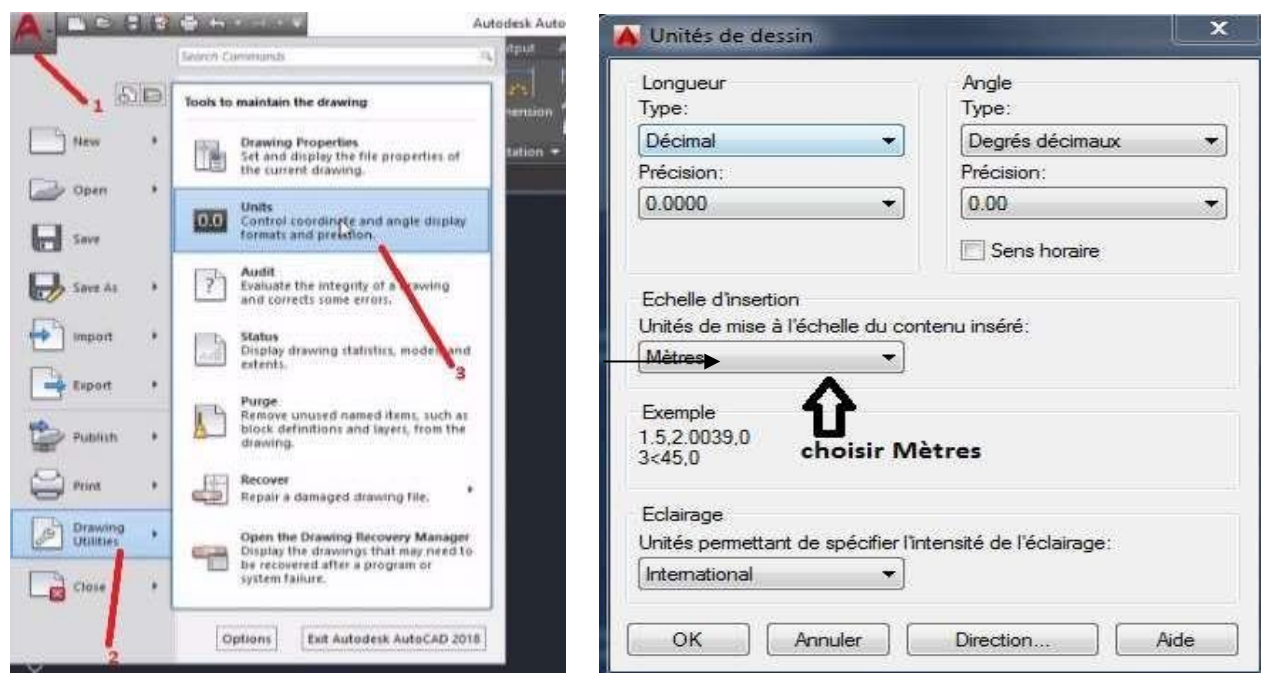 Autodesk Auto
Search Commands
1
Tools to maintain the drawing
New
Drawing Properties
Set and display the file properties of
the current drawing.
Open
Units
Control coordinate and angle display
formats and precision.
Save
Audit
Evaluate the integrity of a drawing
and corrects some errors.
Save As
Status
Display drawing statistics, modes, and
extents.
3
Import
Export
Purge
Remove unused named items, such as
block definitions and layers, from the
drawing.
Publish
Recover
Repair a damaged drawing file.
Print
Drawing
Utilities
Open the Drawing Recovery Manager
Display the drawings that may need to
be recovered after a program or
system failure.
Close
2
Options
Exit Autodesk AutoCAD 2018
Unités de dessin
Longueur
Type:
Décimal
Précision:
0.0000
Angle
Type:
Degrés décimaux
Précision:
0.00
Sens horaire
Echelle d'insertion
Unités de mise à l'échelle du contenu inséré:
Mètres
Exemple
1.5,2.0039,0
3<45,0
choisir Mètres
Eclairage
Unités permettant de spécifier l'intensité de l'éclairage:
International
OK
Annuler
Direction...
Aide